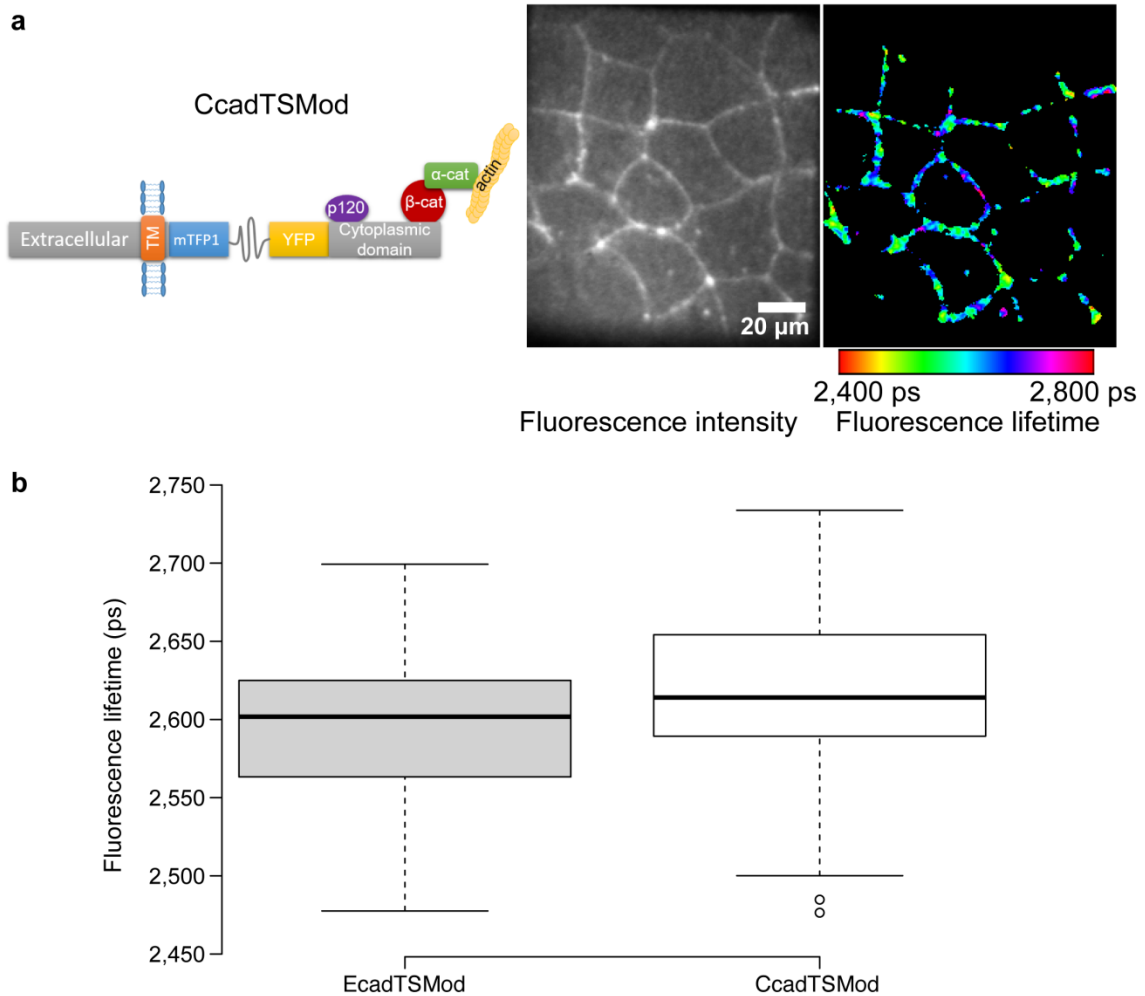 a
CcadTSMod
Extracellular
TM
mTFP1
YFP
p120
Cytoplasmic
domain
β-cat
α-cat
actin
20 µm
2,400 ps
2,800 ps
Fluorescence intensity
Fluorescence lifetime
b
Fluorescence lifetime (ps)
2,750
2,700
2,650
2,600
2,550
2,500
2,450
EcadTSMod
CcadTSMod